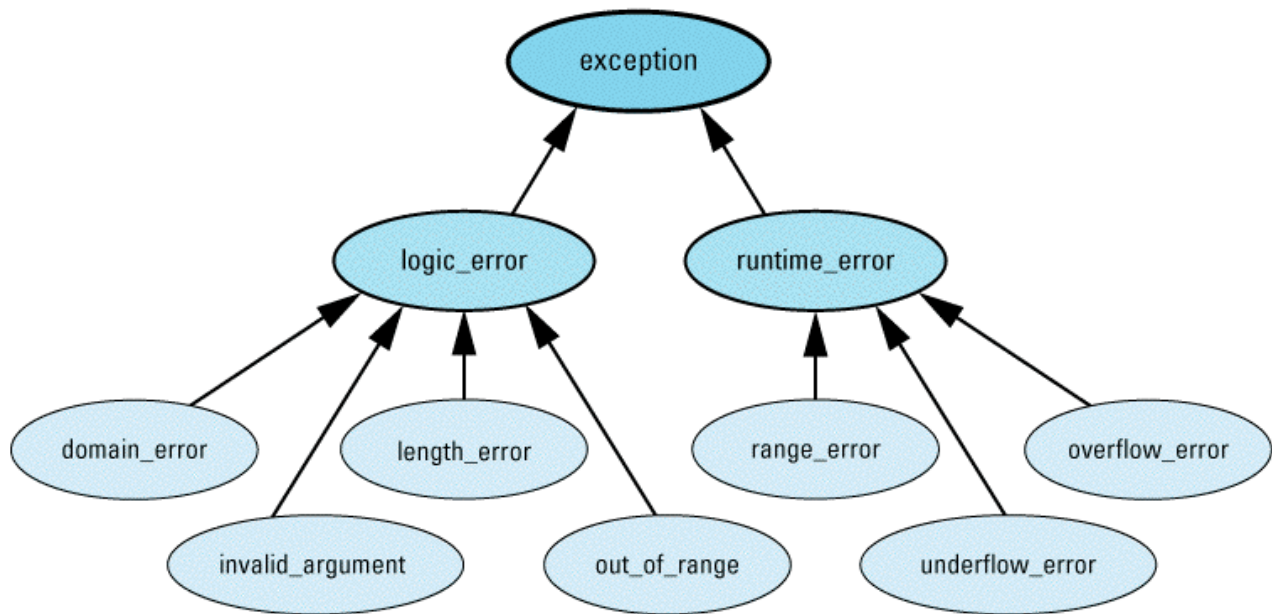 exception
logic_error
runtime_error
domain_error
length_error
range_error
overflow_error
invalid_argument
out_of_range
underflow_error